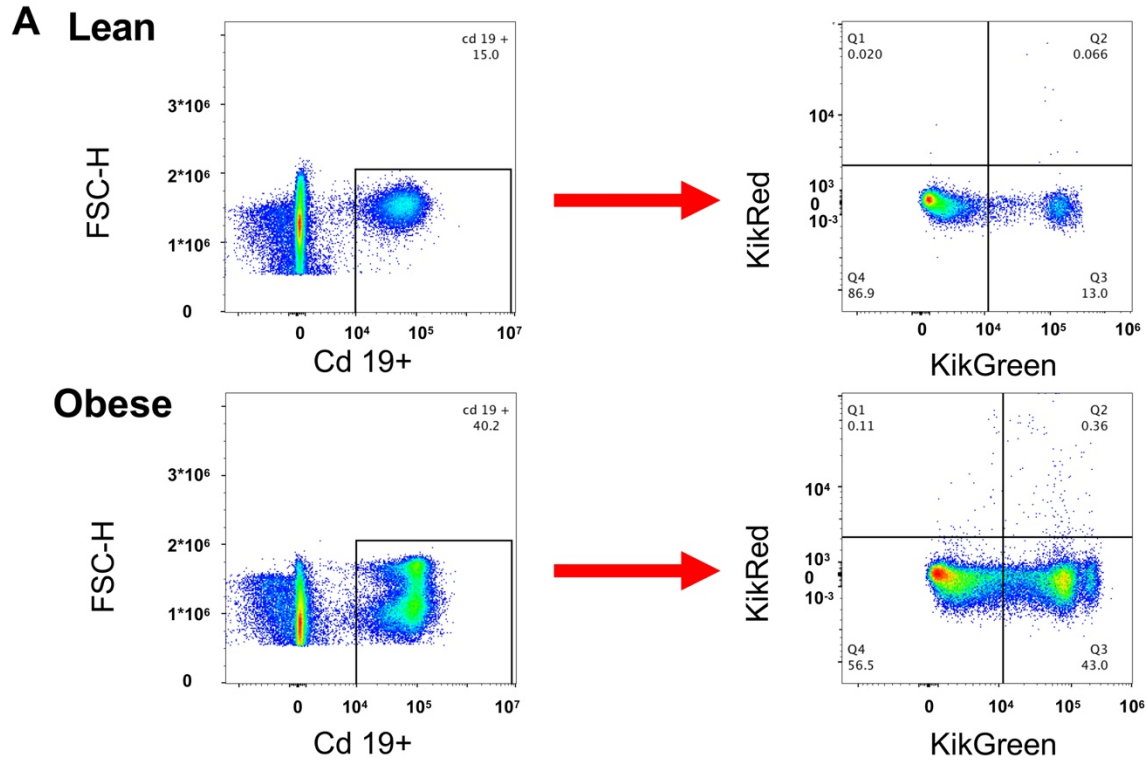 A Lean
cd 19 +
15.0
3*10⁶
2*10⁶
1*10⁶
0
FSC-H
0 10⁴ 10⁵ 10⁷
Cd 19+
Q1
0.020
Q2
0.066
10⁴
10³
0
10⁻³
KikRed
Q4
86.9
Q3
13.0
0 10⁴ 10⁵ 10⁶
KikGreen
Obese
cd 19 +
40.2
3*10⁶
2*10⁶
1*10⁶
0
FSC-H
0 10⁴ 10⁵ 10⁷
Cd 19+
Q1
0.11
Q2
0.36
10⁴
10³
0
10⁻³
KikRed
Q4
56.5
Q3
43.0
0 10⁴ 10⁵ 10⁶
KikGreen